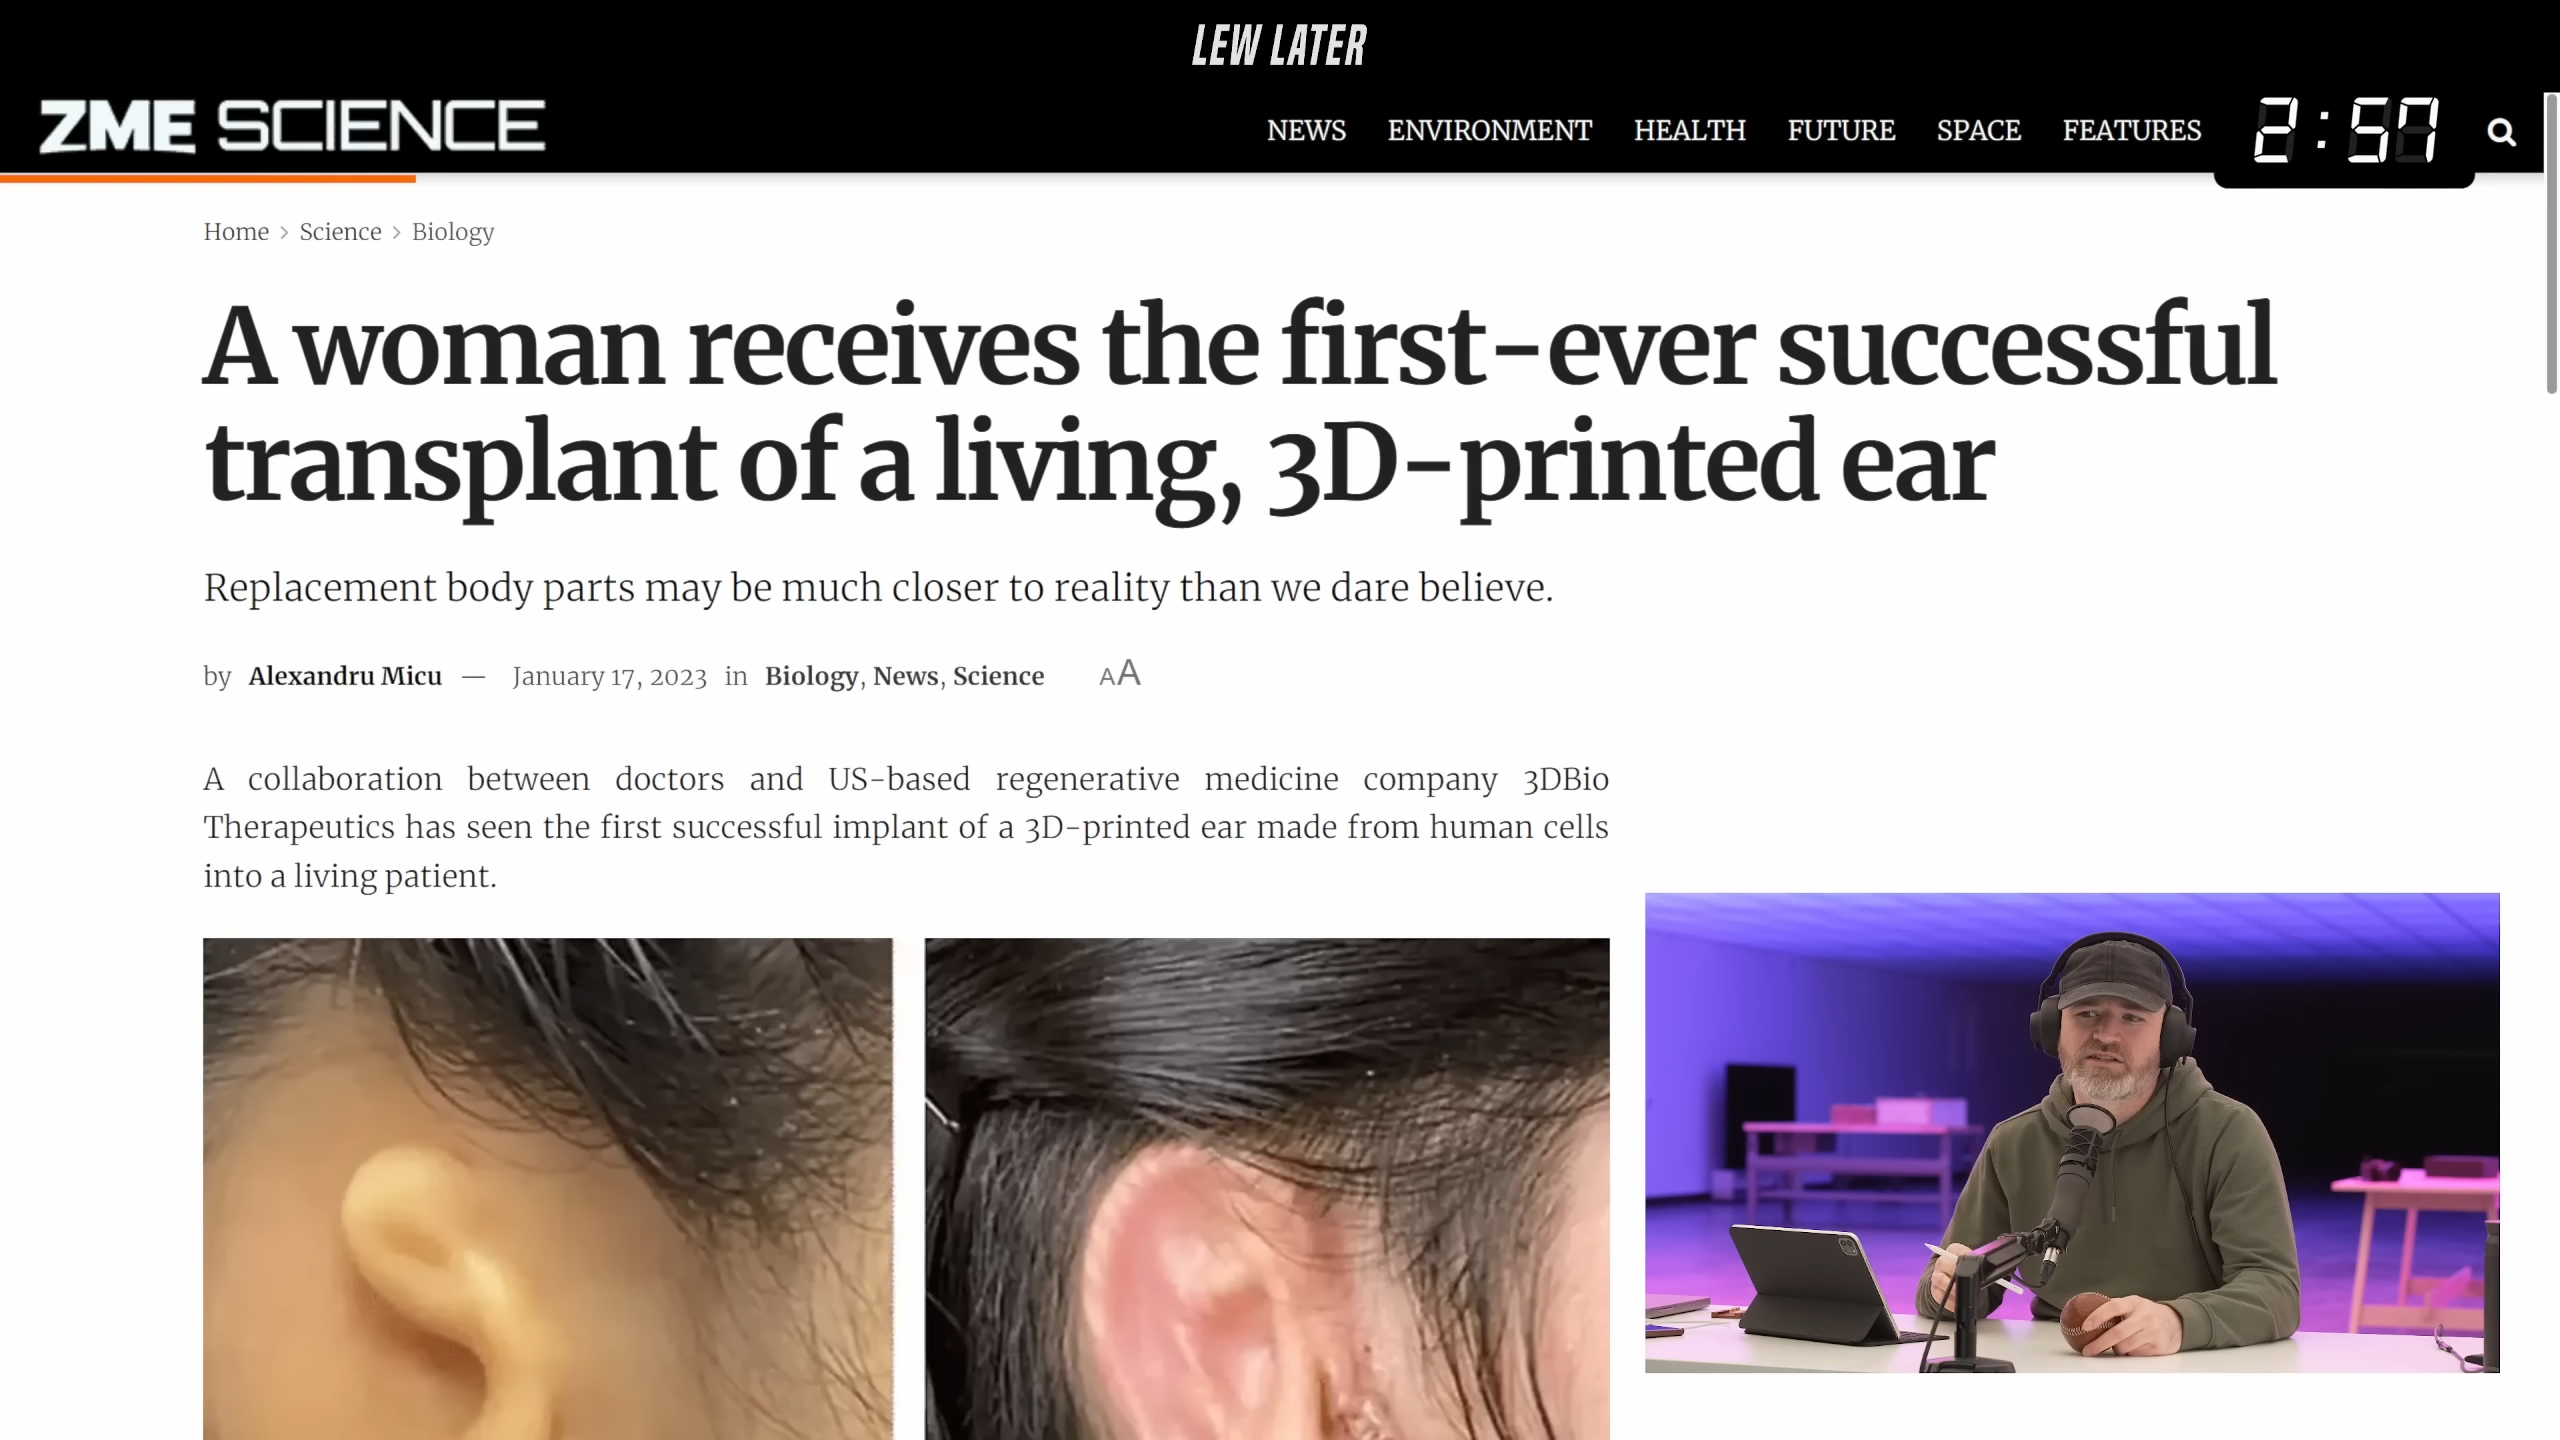 LEW LATER
ZME SCIENCE
NEWS ENVIRONMENT HEALTH FUTURE SPACE FEATURES 2:57
Home > Science > Biology
A woman receives the first-ever successful
transplant of a living, 3D-printed ear
Replacement body parts may be much closer to reality than we dare believe.
by Alexandru Micu — January 17, 2023 in Biology, News, Science AA
A collaboration between doctors and US-based regenerative medicine company 3DBio
Therapeutics has seen the first successful implant of a 3D-printed ear made from human cells
into a living patient.